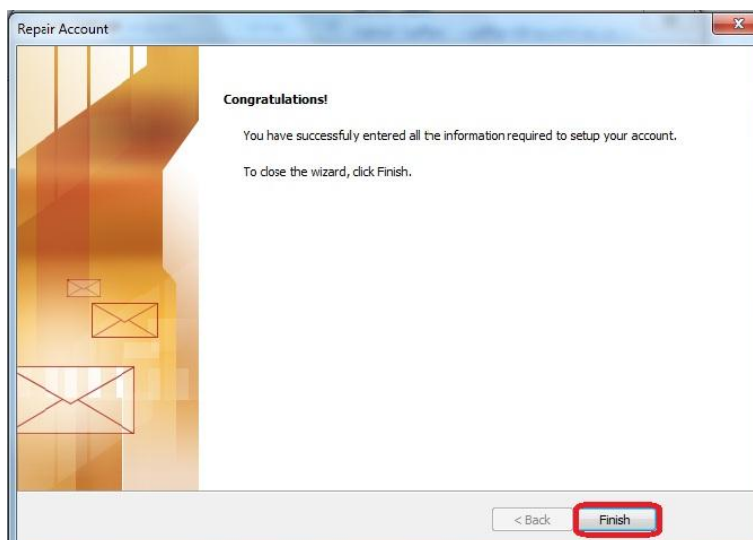 Repair Account
Congratulations!
You have successfully entered all the information required to setup your account.
To close the wizard, click Finish.
< Back
Finish